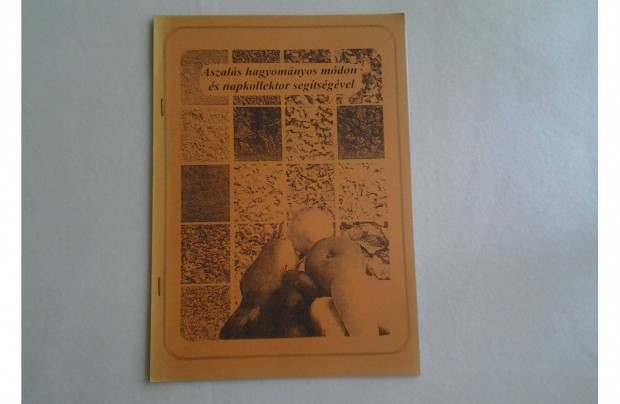 Aszalás hagyományos módon
és napkollektor segítségével